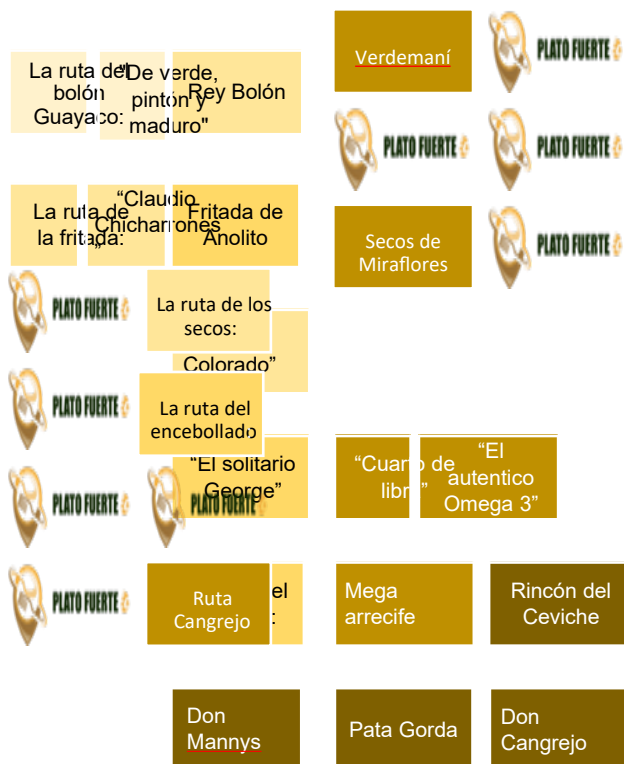 Verdemaní
PLATO FUERTE
La ruta del
bolón
Guayaco:
"De verde,
pintón y
maduro"
Rey Bolón
PLATO FUERTE
PLATO FUERTE
La ruta de
la fritada:
“Claudio
Chicharrones
”
Fritada de
Anolito
Secos de
Miraflores
PLATO FUERTE
PLATO FUERTE
La ruta de los
secos:
Colorado”
PLATO FUERTE
La ruta del
encebollado
“El solitario
George”
“Cuarto de
libra”
“El
autentico
Omega 3”
PLATO FUERTE
PLATO FUERTE
PLATO FUERTE
Ruta
Cangrejo
el
:
Mega
arrecife
Rincón del
Ceviche
Don
Mannys
Pata Gorda
Don
Cangrejo